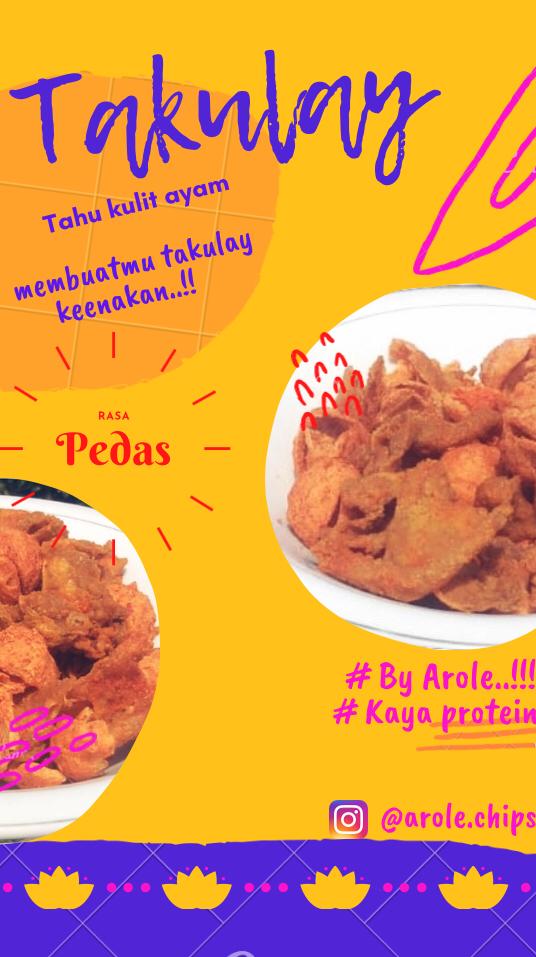 Takulay
Tahu kulit ayam
membuatmu takulay
keenakan..!!
RASA
Pedas
# By Arole..!!!
# Kaya protein
@arole.chips